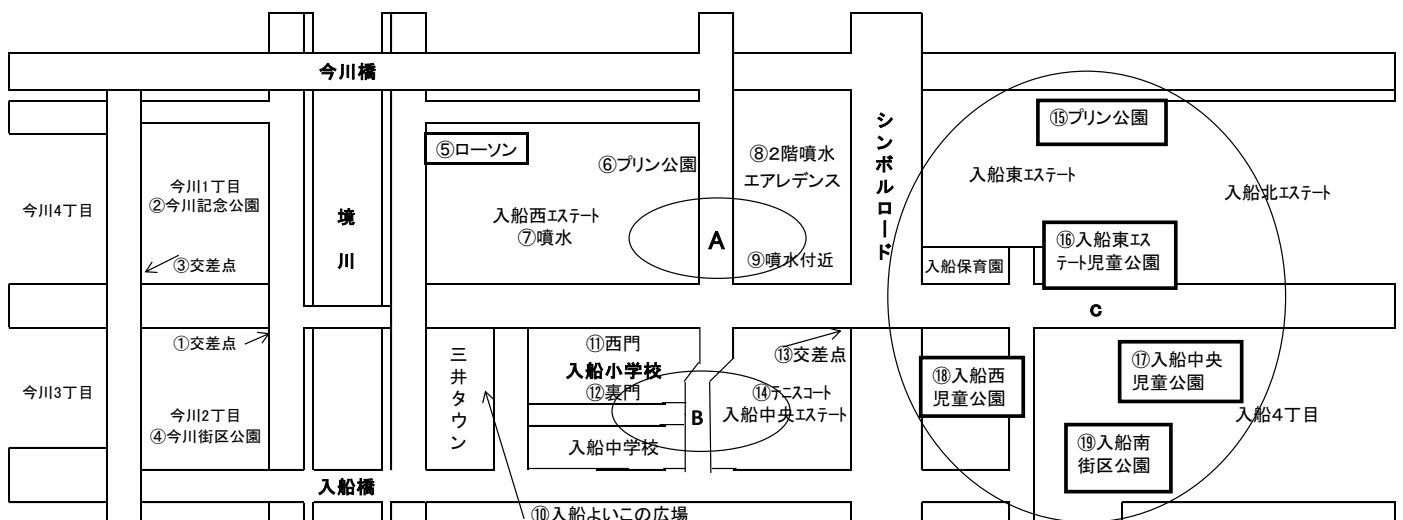 今川橋
シンボルロード
⑮プリン公園
⑤ローソン
⑥プリン公園
⑧2階噴水
エアレデンス
入船東エステート
今川1丁目
②今川記念公園
入船北エステート
今川4丁目
境川
入船西エステート
⑦噴水
A
⑯入船東エス
テート児童公園
③交差点
⑨噴水付近
入船保育園
C
①交差点
三井タウン
⑪西門
入船小学校
⑫裏門
⑬交差点
⑰入船中央
児童公園
⑱入船西
児童公園
今川3丁目
⑭テニスコート
入船中央エステート
B
今川2丁目
④今川街区公園
入船4丁目
入船中学校
⑲入船南
街区公園
入船橋
⑩入船よいこの広場